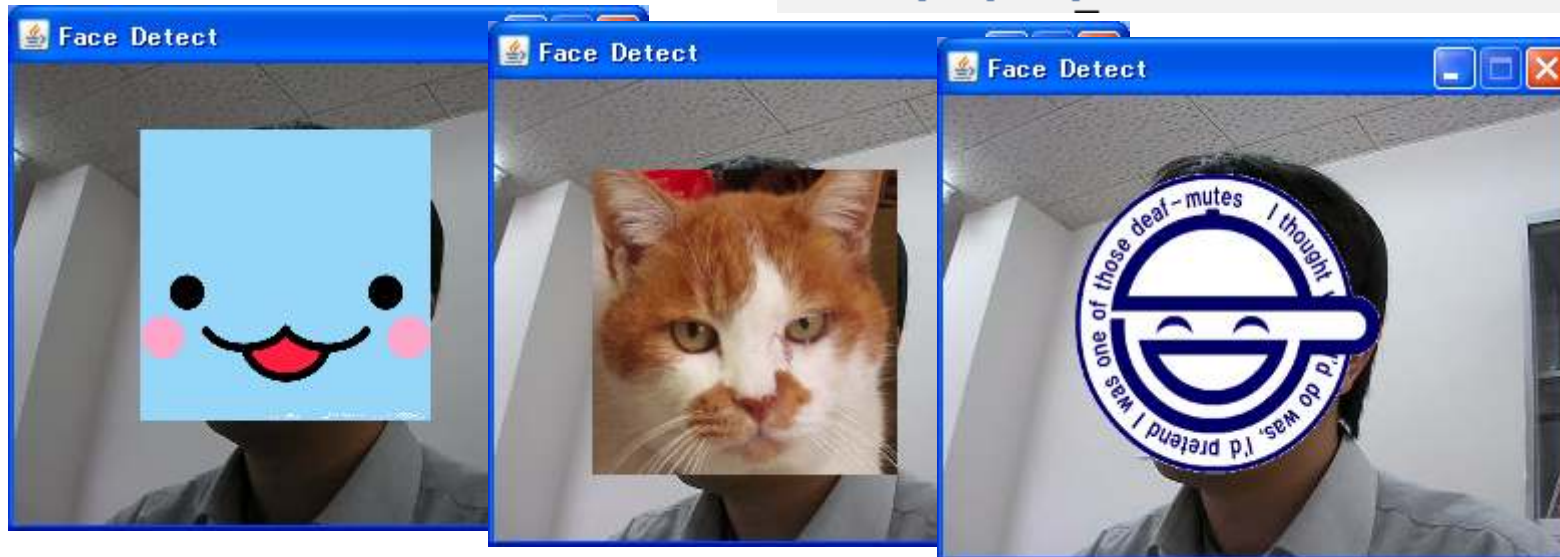 Face Detect
Face Detect
Face Detect
I thought what I'd do was, I'd pretend I was one of those deaf-mutes